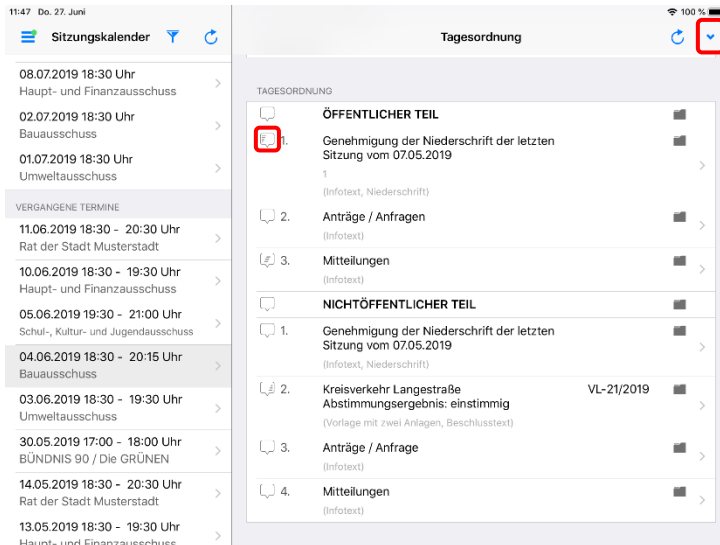 11:47 Do. 27. Juni
100 %
Sitzungskalender
08.07.2019 18:30 Uhr
Haupt- und Finanzausschuss
02.07.2019 18:30 Uhr
Bauausschuss
01.07.2019 18:30 Uhr
Umweltausschuss
VERGANGENE TERMINE
11.06.2019 18:30 - 20:30 Uhr
Rat der Stadt Musterstadt
10.06.2019 18:30 - 19:30 Uhr
Haupt- und Finanzausschuss
05.06.2019 19:30 - 21:00 Uhr
Schul-, Kultur- und Jugendausschuss
04.06.2019 18:30 - 20:15 Uhr
Bauausschuss
03.06.2019 18:30 - 19:30 Uhr
Umweltausschuss
30.05.2019 17:00 - 18:00 Uhr
BÜNDNIS 90 / Die GRÜNEN
14.05.2019 18:30 - 20:30 Uhr
Rat der Stadt Musterstadt
13.05.2019 18:30 - 19:30 Uhr
Haupt- und Finanzausschuss
Tagesordnung
TAGESORDNUNG
ÖFFENTLICHER TEIL
1. Genehmigung der Niederschrift der letzten
Sitzung vom 07.05.2019
1
(Infotext, Niederschrift)
2. Anträge / Anfragen
(Infotext)
3. Mitteilungen
(Infotext)
NICHTÖFFENTLICHER TEIL
1. Genehmigung der Niederschrift der letzten
Sitzung vom 07.05.2019
(Infotext, Niederschrift)
2. Kreisverkehr Langestraße VL-21/2019
Abstimmungsergebnis: einstimmig
(Vorlage mit zwei Anlagen, Beschlusstext)
3. Anträge / Anfrage
(Infotext)
4. Mitteilungen
(Infotext)